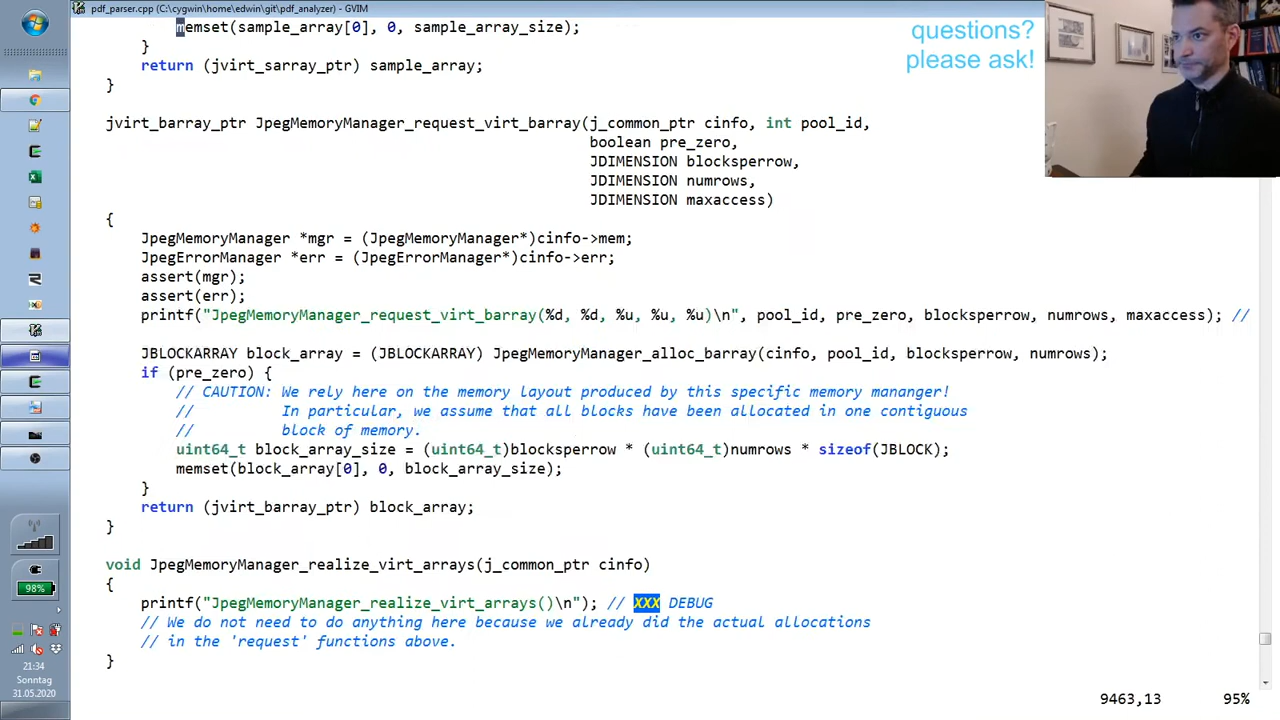 pdf_parser.cpp (C:\cygwin\home\edwin\git\pdf_analyzer) - GVIM
memset(sample_array[0], 0, sample_array_size);
}
return (jvirt_sarray_ptr) sample_array;
}
questions?
please ask!
jvirt_barray_ptr JpegMemoryManager_request_virt_barray(j_common_ptr cinfo, int pool_id,
boolean pre_zero,
JDIMENSION blocksperrow,
JDIMENSION numrows,
JDIMENSION maxaccess)
{
JpegMemoryManager *mgr = (JpegMemoryManager*)cinfo->mem;
JpegErrorManager *err = (JpegErrorManager*)cinfo->err;
assert(mgr);
assert(err);
printf("JpegMemoryManager_request_virt_barray(%d, %d, %u, %u, %u)\n", pool_id, pre_zero, blocksperrow, numrows, maxaccess); //
JBLOCKARRAY block_array = (JBLOCKARRAY) JpegMemoryManager_alloc_barray(cinfo, pool_id, blocksperrow, numrows);
if (pre_zero) {
// CAUTION: We rely here on the memory layout produced by this specific memory mananger!
// In particular, we assume that all blocks have been allocated in one contiguous
// block of memory.
uint64_t block_array_size = (uint64_t)blocksperrow * (uint64_t)numrows * sizeof(JBLOCK);
memset(block_array[0], 0, block_array_size);
}
return (jvirt_barray_ptr) block_array;
}
void JpegMemoryManager_realize_virt_arrays(j_common_ptr cinfo)
{
printf("JpegMemoryManager_realize_virt_arrays()\n"); // XXX DEBUG
// We do not need to do anything here because we already did the actual allocations
// in the 'request' functions above.
}
98%
21:34
Sonntag
31.05.2020
9463,13 95%